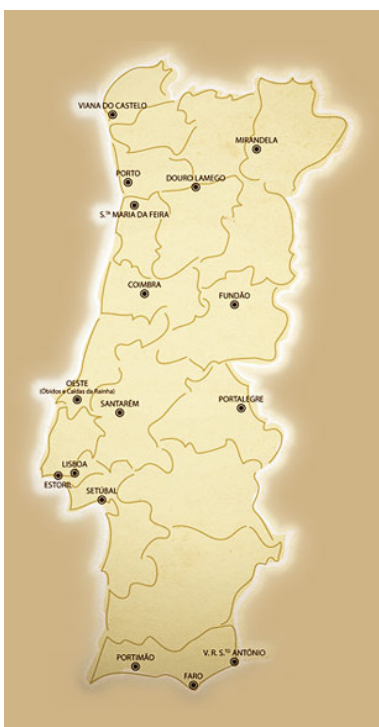 VIANA DO CASTELO
MIRANDELA
PORTO
DOURO LAMEGO
S.TA MARIA DA FEIRA
COIMBRA
FUNDÃO
OESTE
(Óbidos e Caldas da Rainha)
SANTARÉM
PORTALEGRE
LISBOA
ESTORIL
SETÚBAL
V. R. S.TO ANTÓNIO
PORTIMÃO
FARO